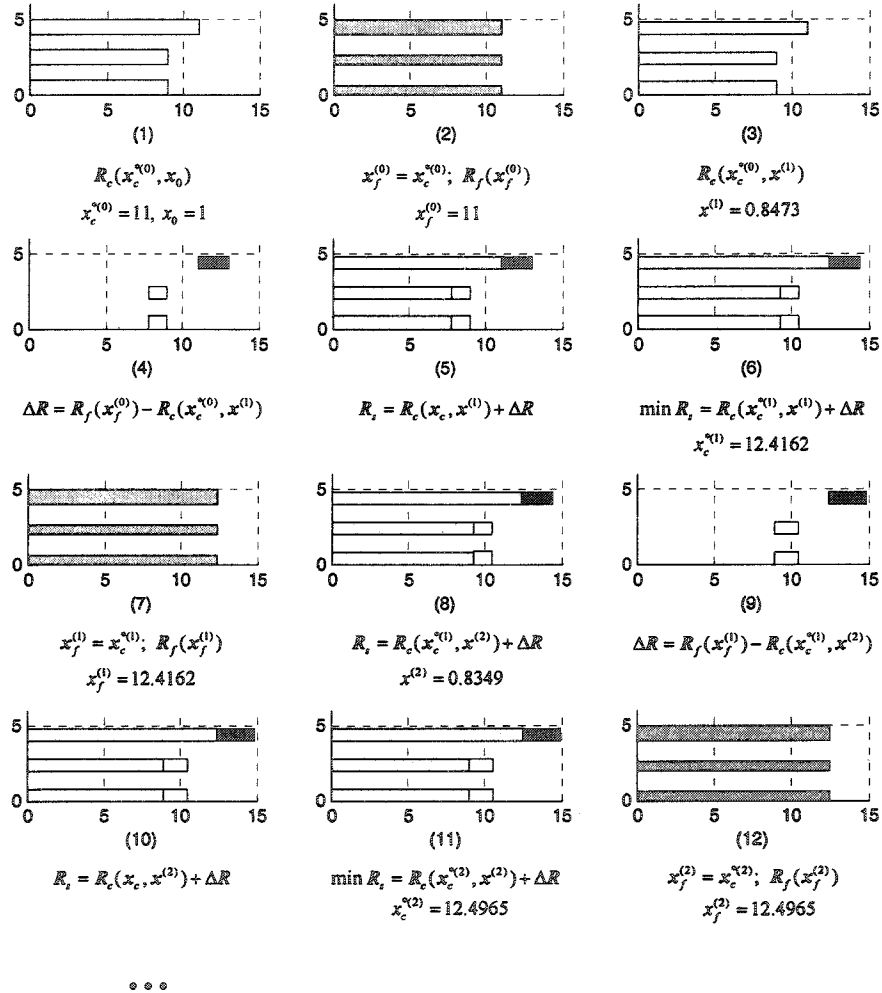 5
0
0 5 10 15
(1)
R_c(x_c^{*(0)}, x_0)
x_c^{*(0)} = 11, x_0 = 1
5
0
0 5 10 15
(2)
x_f^{(0)} = x_c^{*(0)}; R_f(x_f^{(0)})
x_f^{(0)} = 11
5
0
0 5 10 15
(3)
R_c(x_c^{*(0)}, x^{(1)})
x^{(1)} = 0.8473
5
0
0 5 10 15
(4)
ΔR = R_f(x_f^{(0)}) − R_c(x_c^{*(0)}, x^{(1)})
5
0
0 5 10 15
(5)
R_s = R_c(x_c, x^{(1)}) + ΔR
5
0
0 5 10 15
(6)
min R_s = R_c(x_c^{*(1)}, x^{(1)}) + ΔR
x_c^{*(1)} = 12.4162
5
0
0 5 10 15
(7)
x_f^{(1)} = x_c^{*(1)}; R_f(x_f^{(1)})
x_f^{(1)} = 12.4162
5
0
0 5 10 15
(8)
R_s = R_c(x_c^{*(1)}, x^{(2)}) + ΔR
x^{(2)} = 0.8349
5
0
0 5 10 15
(9)
ΔR = R_f(x_f^{(1)}) − R_c(x_c^{*(1)}, x^{(2)})
5
0
0 5 10 15
(10)
R_s = R_c(x_c, x^{(2)}) + ΔR
5
0
0 5 10 15
(11)
min R_s = R_c(x_c^{*(2)}, x^{(2)}) + ΔR
x_c^{*(2)} = 12.4965
5
0
0 5 10 15
(12)
x_f^{(2)} = x_c^{*(2)}; R_f(x_f^{(2)})
x_f^{(2)} = 12.4965
•••